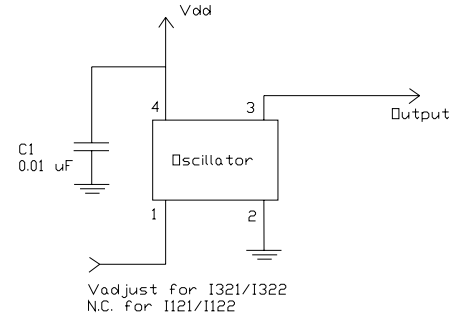 Vdd
4
3
Output
C1
0.01 uF
Oscillator
1
2
Vadjust for I321/I322
N.C. for I121/I122